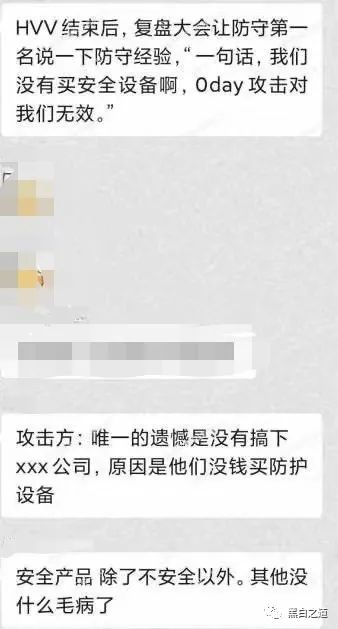 HVV 结束后，复盘大会让防守第一
名说一下防守经验，“一句话，我们
没有买安全设备啊，0day 攻击对
我们无效。”
攻击方：唯一的遗憾是没有搞下
xxx 公司，原因是他们没钱买防护
设备
安全产品 除了不安全以外。其他没
什么毛病了
黑白之道